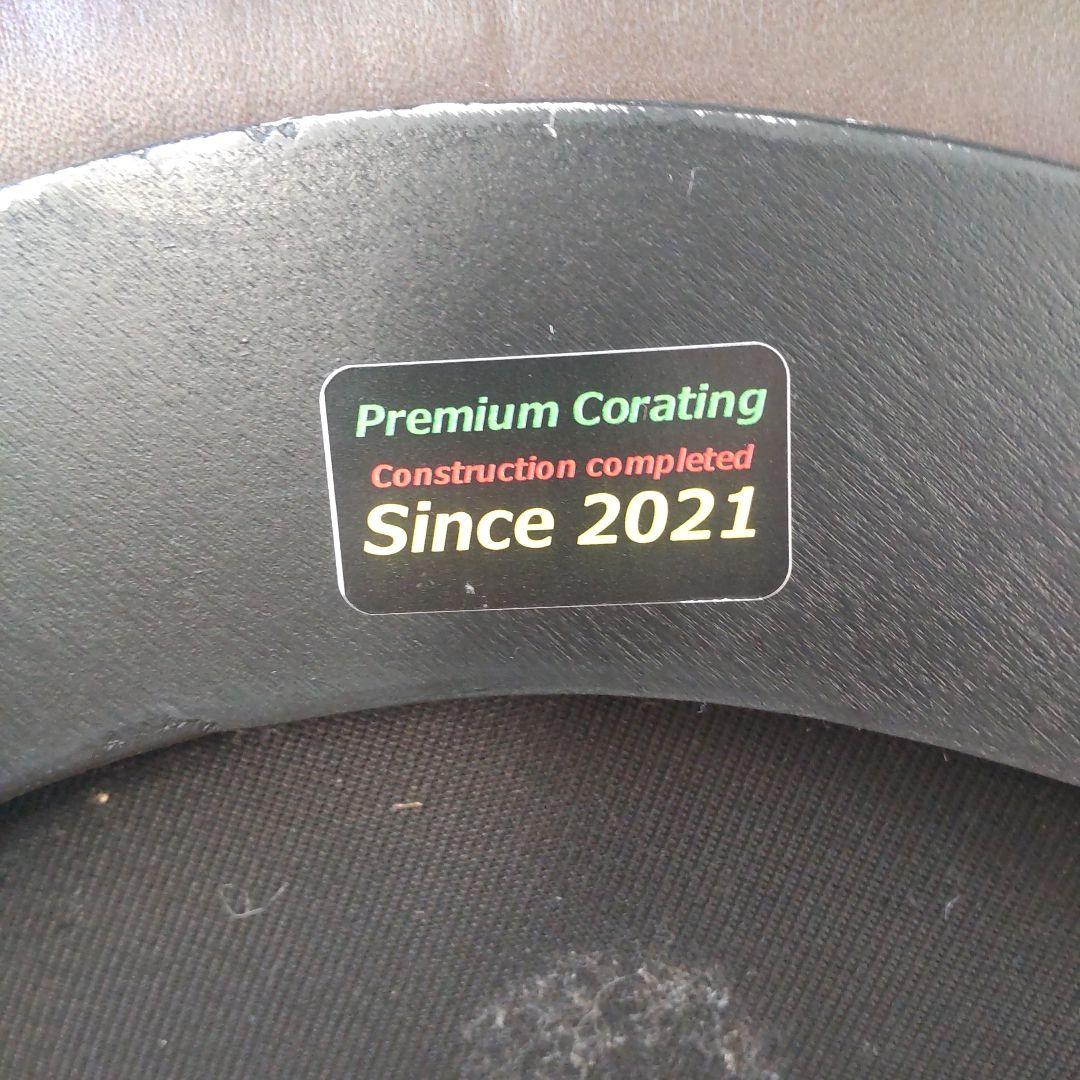 Premium Corating
Construction completed
Since 2021